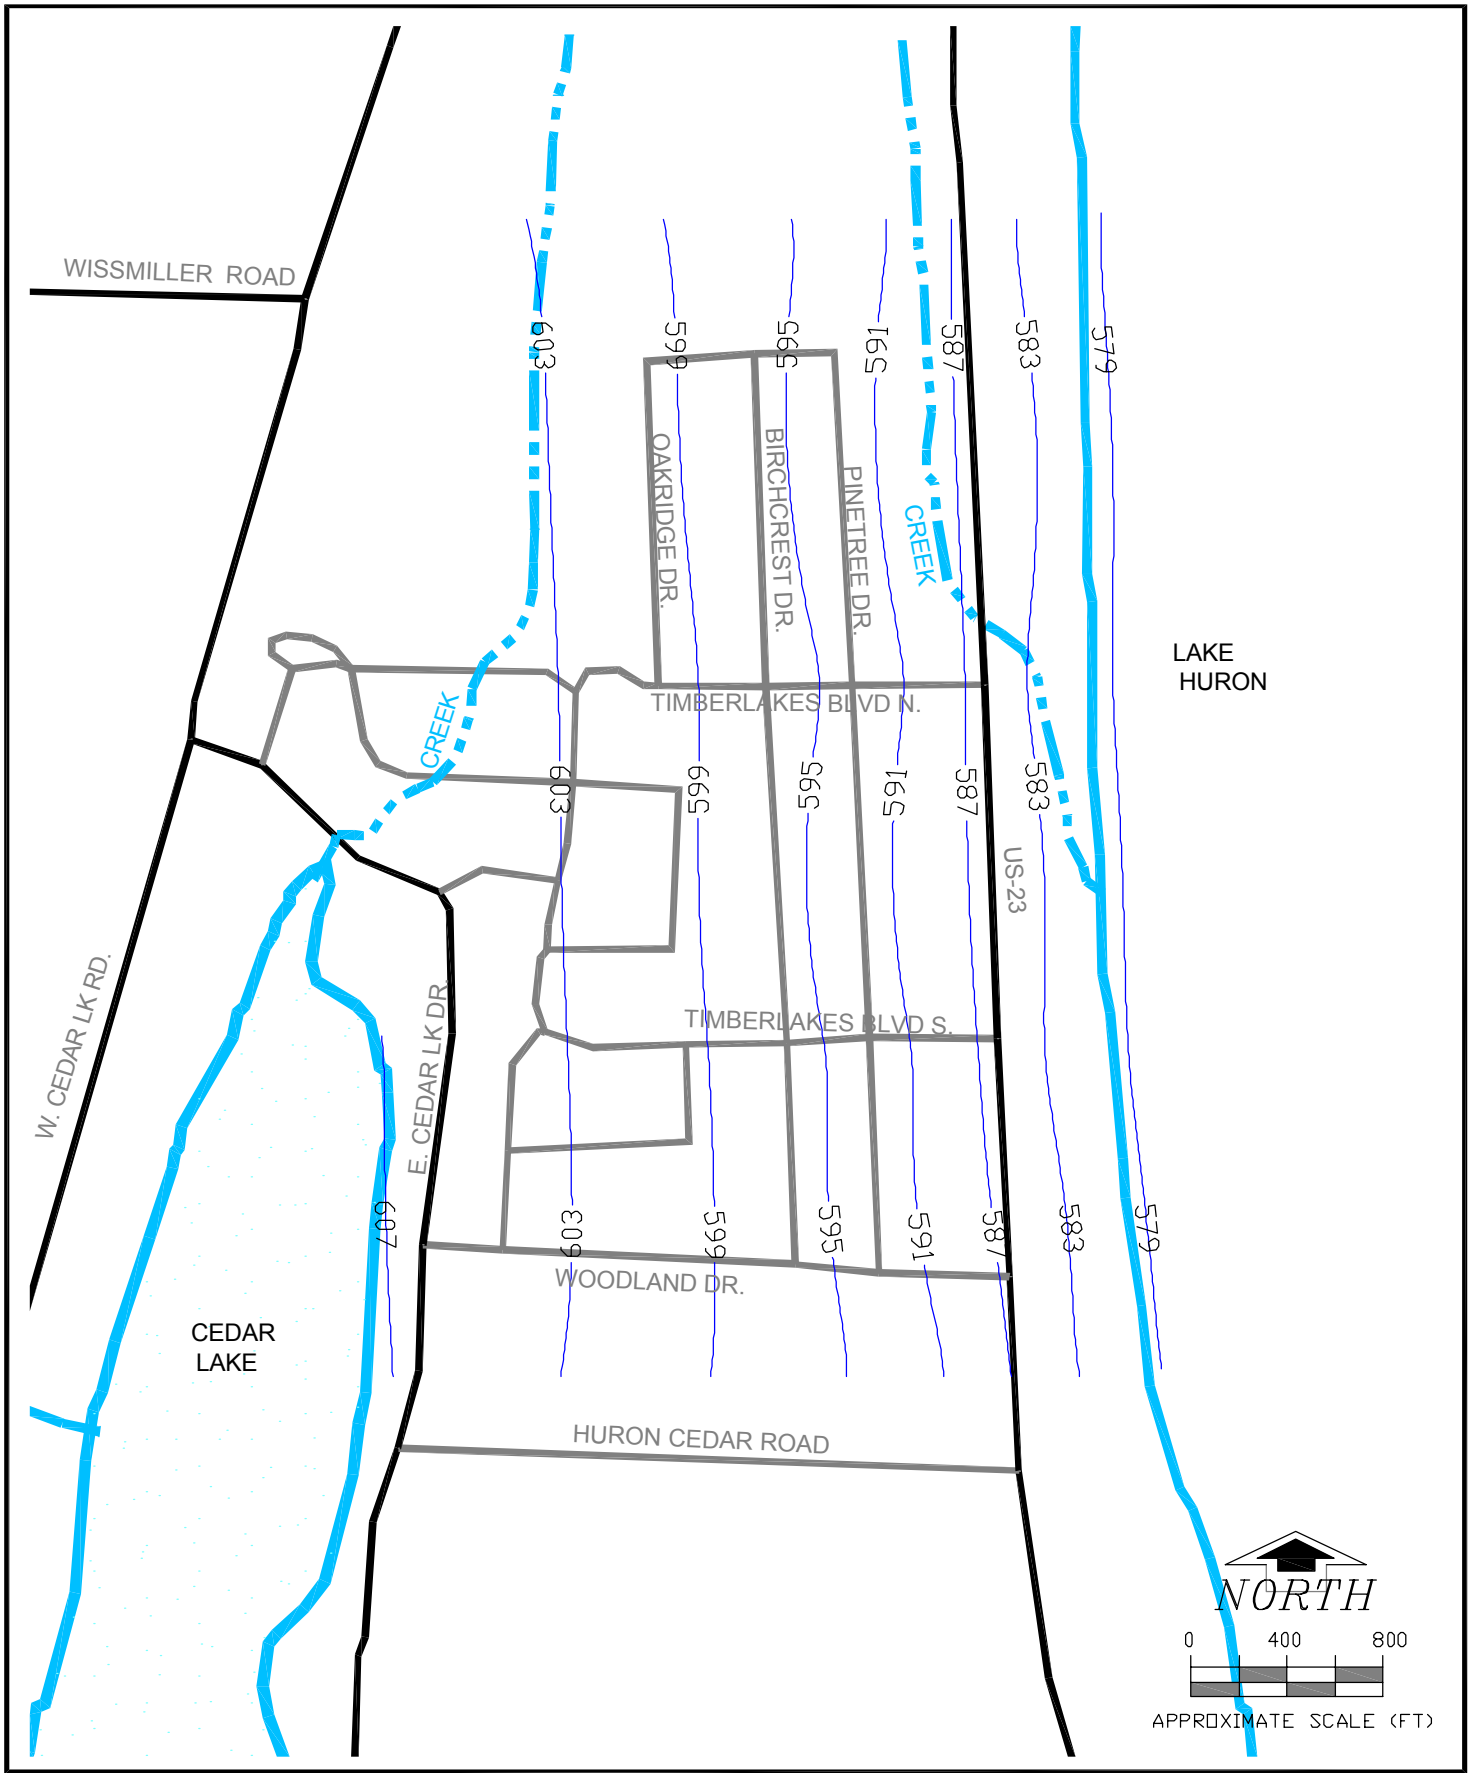 WISSMILLER ROAD
603
599
595
591
587
583
579
OAKRIDGE DR.
BIRCHCREST DR.
PINETREE DR.
CREEK
LAKE
HURON
TIMBERLAKES BLVD N.
CREEK
603
599
595
591
587
583
US-23
W. CEDAR LK RD.
E. CEDAR LK DR.
TIMBERLAKES BLVD S.
607
603
599
595
591
587
583
579
WOODLAND DR.
CEDAR
LAKE
HURON CEDAR ROAD
NORTH
0 400 800
APPROXIMATE SCALE (FT)